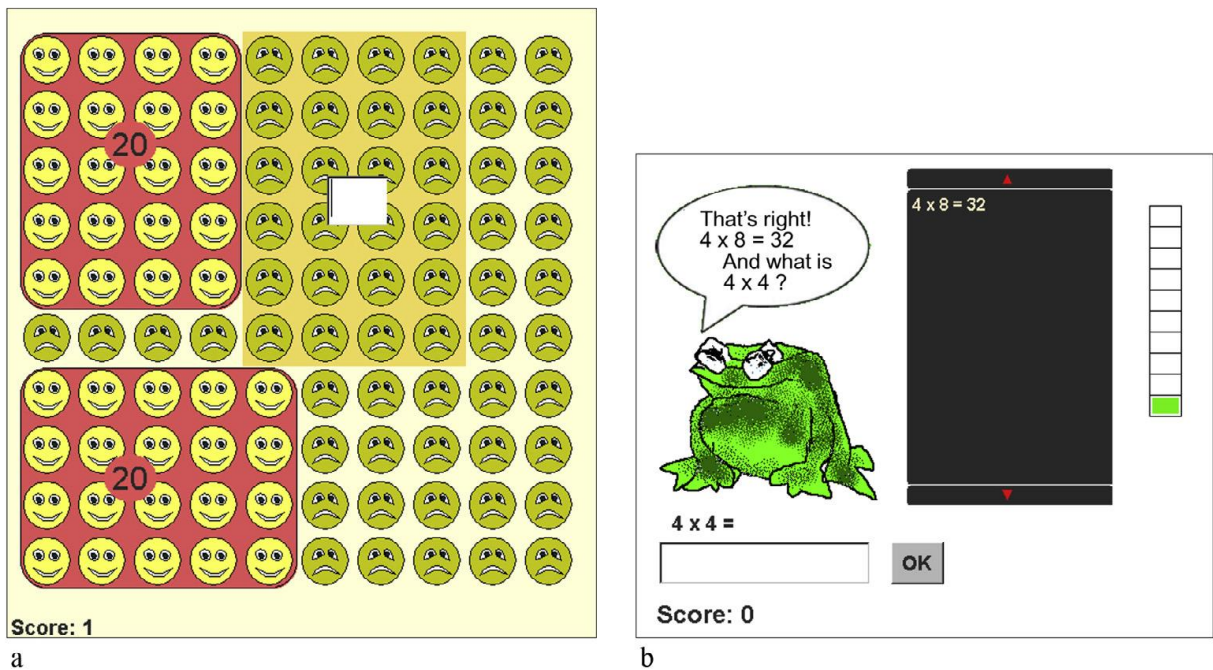 20
20
Score: 1
a
That's right!
4 x 8 = 32
And what is
4 x 4 ?
4 x 8 = 32
4 x 4 =
OK
Score: 0
b